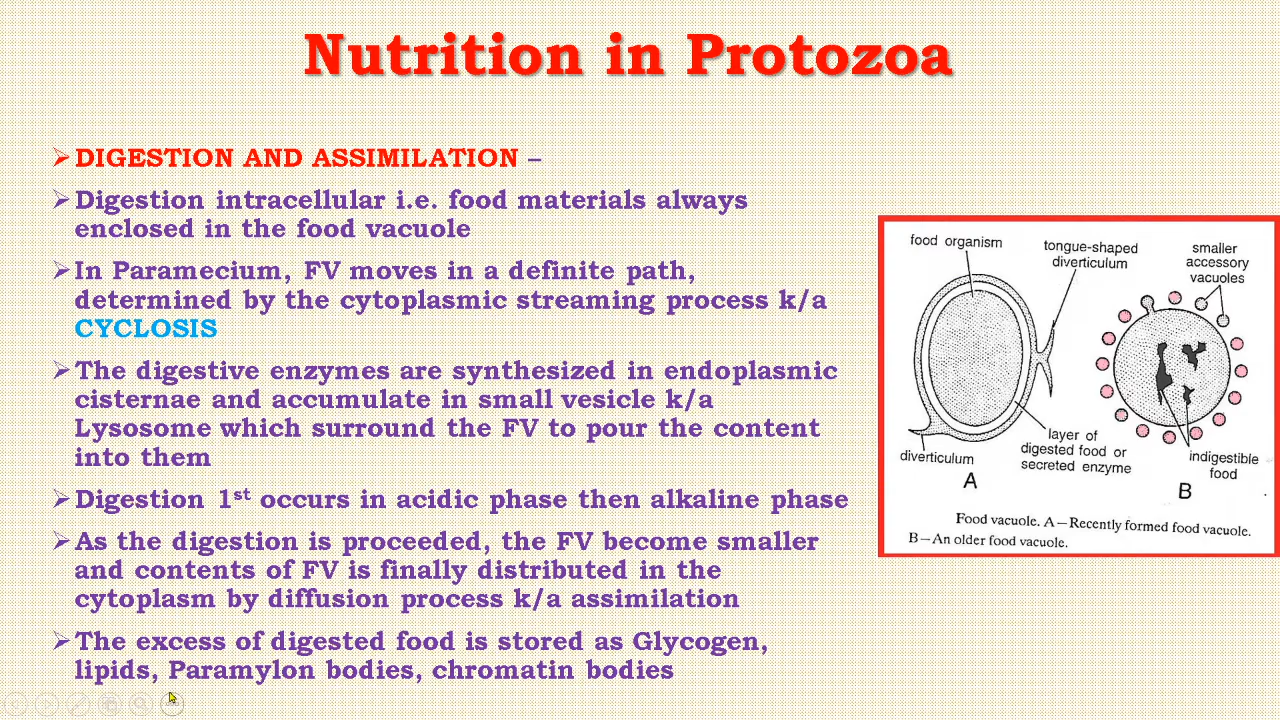 Nutrition in Protozoa
➢DIGESTION AND ASSIMILATION –
➢Digestion intracellular i.e. food materials always
enclosed in the food vacuole
➢In Paramecium, FV moves in a definite path,
determined by the cytoplasmic streaming process k/a
CYCLOSIS
➢The digestive enzymes are synthesized in endoplasmic
cisternae and accumulate in small vesicle k/a
Lysosome which surround the FV to pour the content
into them
➢Digestion 1st occurs in acidic phase then alkaline phase
➢As the digestion is proceeded, the FV become smaller
and contents of FV is finally distributed in the
cytoplasm by diffusion process k/a assimilation
➢The excess of digested food is stored as Glycogen,
lipids, Paramylon bodies, chromatin bodies
food organism
tongue-shaped
diverticulum
smaller
accessory
vacuoles
diverticulum
layer of
digested food or
secreted enzyme
indigestible
food
A
B
Food vacuole. A—Recently formed food vacuole.
B—An older food vacuole.